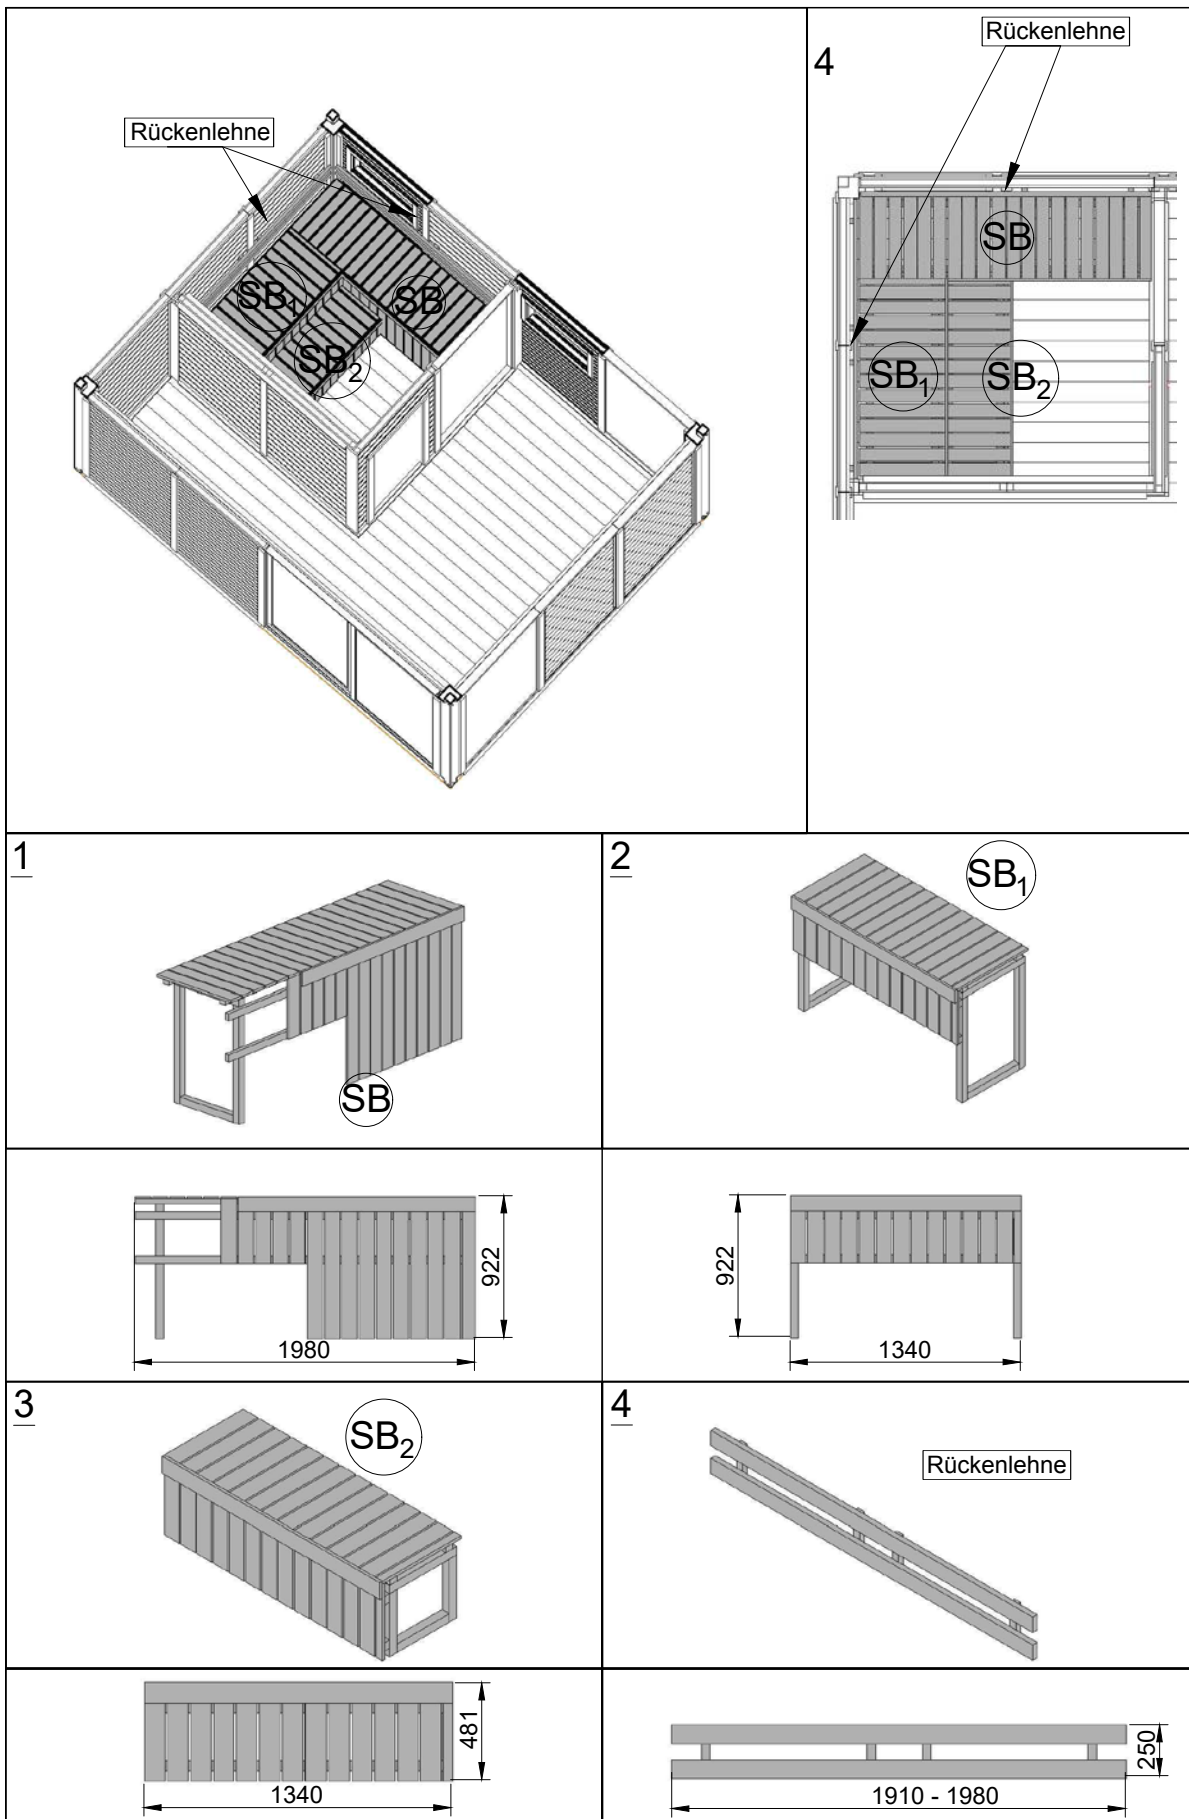 Rückenlehne
SB₁
SB
SB₂
4
Rückenlehne
SB
SB₁
SB₂
1
SB
922
1980
2
SB₁
922
1340
3
SB₂
481
1340
4
Rückenlehne
250
1910 - 1980